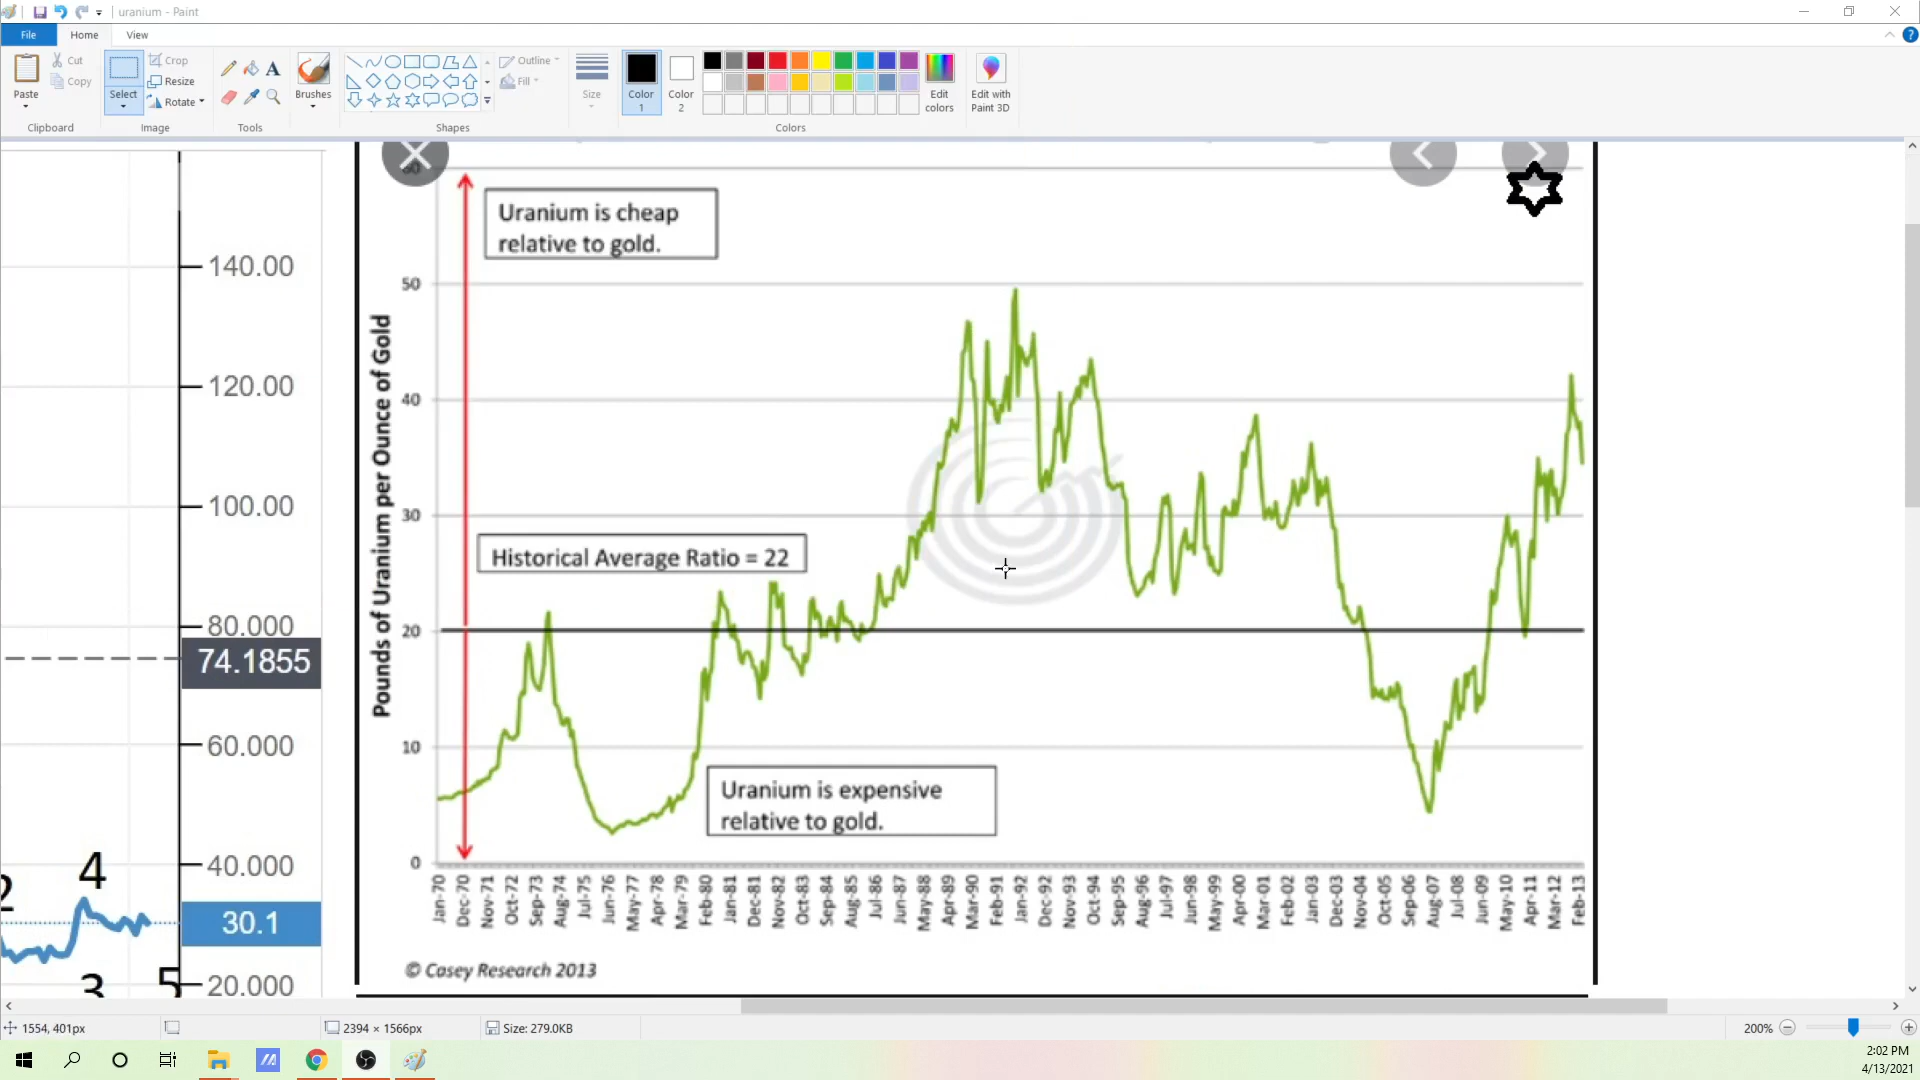 uranium - Paint
File
Home
View
Paste
Cut
Copy
Clipboard
Select
Crop
Resize
Rotate
Image
A
Tools
Brushes
Outline
Fill
Shapes
Size
Color 1
Color 2
Edit colors
Edit with Paint 3D
Colors
140.00
120.00
100.00
80.000
74.1855
60.000
40.000
30.1
20.000
2
4
3
5
60
50
40
30
20
10
0
Pounds of Uranium per Ounce of Gold
Uranium is cheap
relative to gold.
Historical Average Ratio = 22
Uranium is expensive
relative to gold.
Jan-70
Dec-70
Nov-71
Oct-72
Sep-73
Aug-74
Jul-75
Jun-76
May-77
Apr-78
Mar-79
Feb-80
Jan-81
Dec-81
Nov-82
Oct-83
Sep-84
Aug-85
Jul-86
Jun-87
May-88
Apr-89
Mar-90
Feb-91
Jan-92
Dec-92
Nov-93
Oct-94
Sep-95
Aug-96
Jul-97
Jun-98
May-99
Apr-00
Mar-01
Feb-02
Jan-03
Dec-03
Nov-04
Oct-05
Sep-06
Aug-07
Jul-08
Jun-09
May-10
Apr-11
Mar-12
Feb-13
© Casey Research 2013
1554, 401px
2394 × 1566px
Size: 279.0KB
200%
2:02 PM
4/13/2021